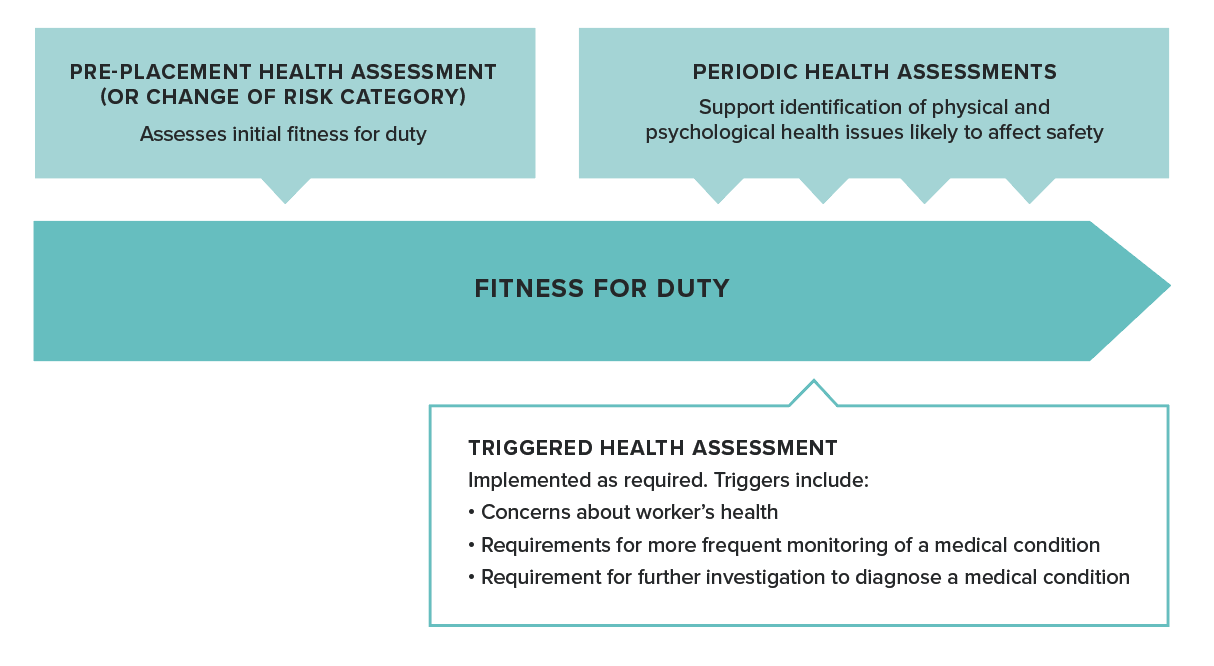 PRE-PLACEMENT HEALTH ASSESSMENT
(OR CHANGE OF RISK CATEGORY)
Assesses initial fitness for duty
PERIODIC HEALTH ASSESSMENTS
Support identification of physical and
psychological health issues likely to affect safety
FITNESS FOR DUTY
TRIGGERED HEALTH ASSESSMENT
Implemented as required. Triggers include:
• Concerns about worker’s health
• Requirements for more frequent monitoring of a medical condition
• Requirement for further investigation to diagnose a medical condition